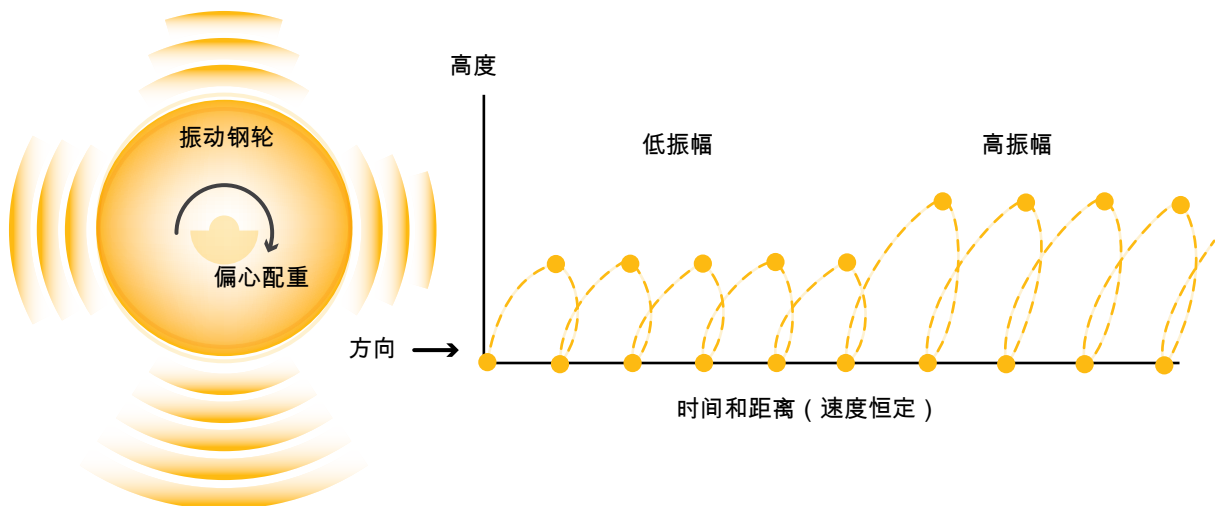 振动钢轮
偏心配重
高度
低振幅
高振幅
方向
时间和距离（速度恒定）